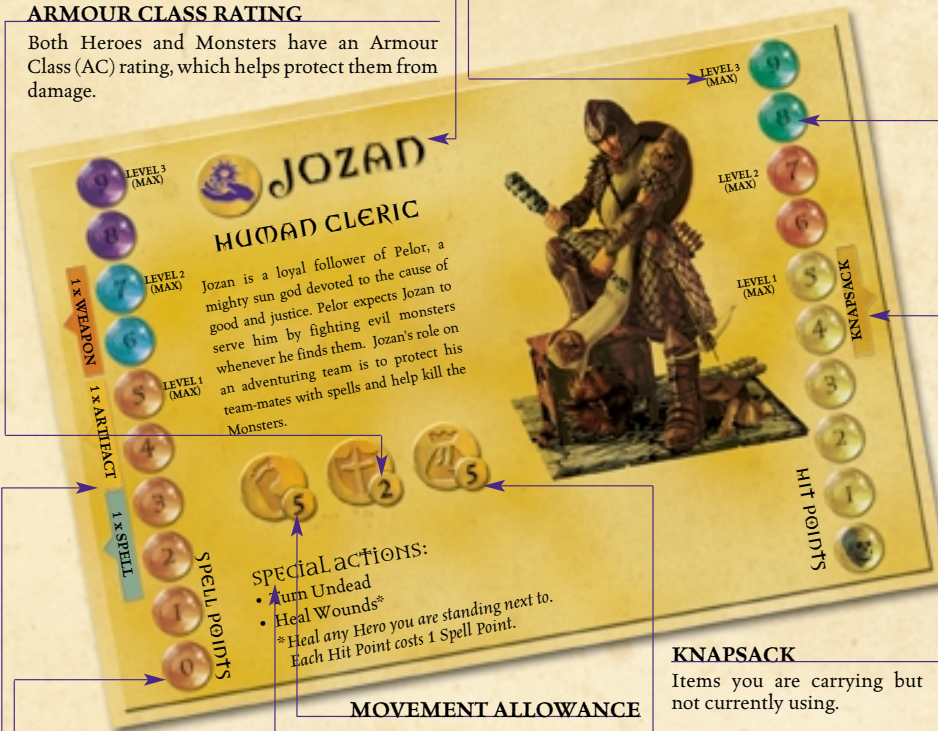 ARMOUR CLASS RATING
Both Heroes and Monsters have an Armour
Class (AC) rating, which helps protect them from
damage.
9
LEVEL 3
(MAX)
8
7
LEVEL 2
(MAX)
6
5
LEVEL 1
(MAX)
4
3
2
1
0
SPELL POINTS
1 x WEAPON
1 x ARTIFACT
1 x SPELL
JOZAN
HUMAN CLERIC
Jozan is a loyal follower of Pelor, a
mighty sun god devoted to the cause of
good and justice. Pelor expects Jozan to
serve him by fighting evil monsters
whenever he finds them. Jozan's role on
an adventuring team is to protect his
team-mates with spells and help kill the
Monsters.
5
2
5
SPECIAL ACTIONS:
• Turn Undead
• Heal Wounds*
*Heal any Hero you are standing next to.
Each Hit Point costs 1 Spell Point.
9
LEVEL 3
(MAX)
8
7
LEVEL 2
(MAX)
6
5
LEVEL 1
(MAX)
4
3
2
1
HIT POINTS
KNAPSACK
KNAPSACK
Items you are carrying but
not currently using.
MOVEMENT ALLOWANCE